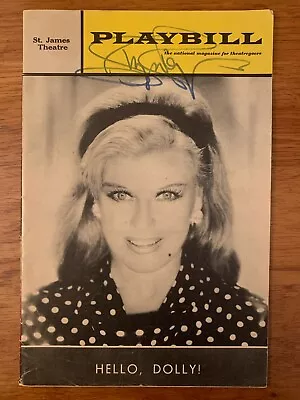 St. James
Theatre
PLAYBILL
the national magazine for theatregoers
HELLO, DOLLY!